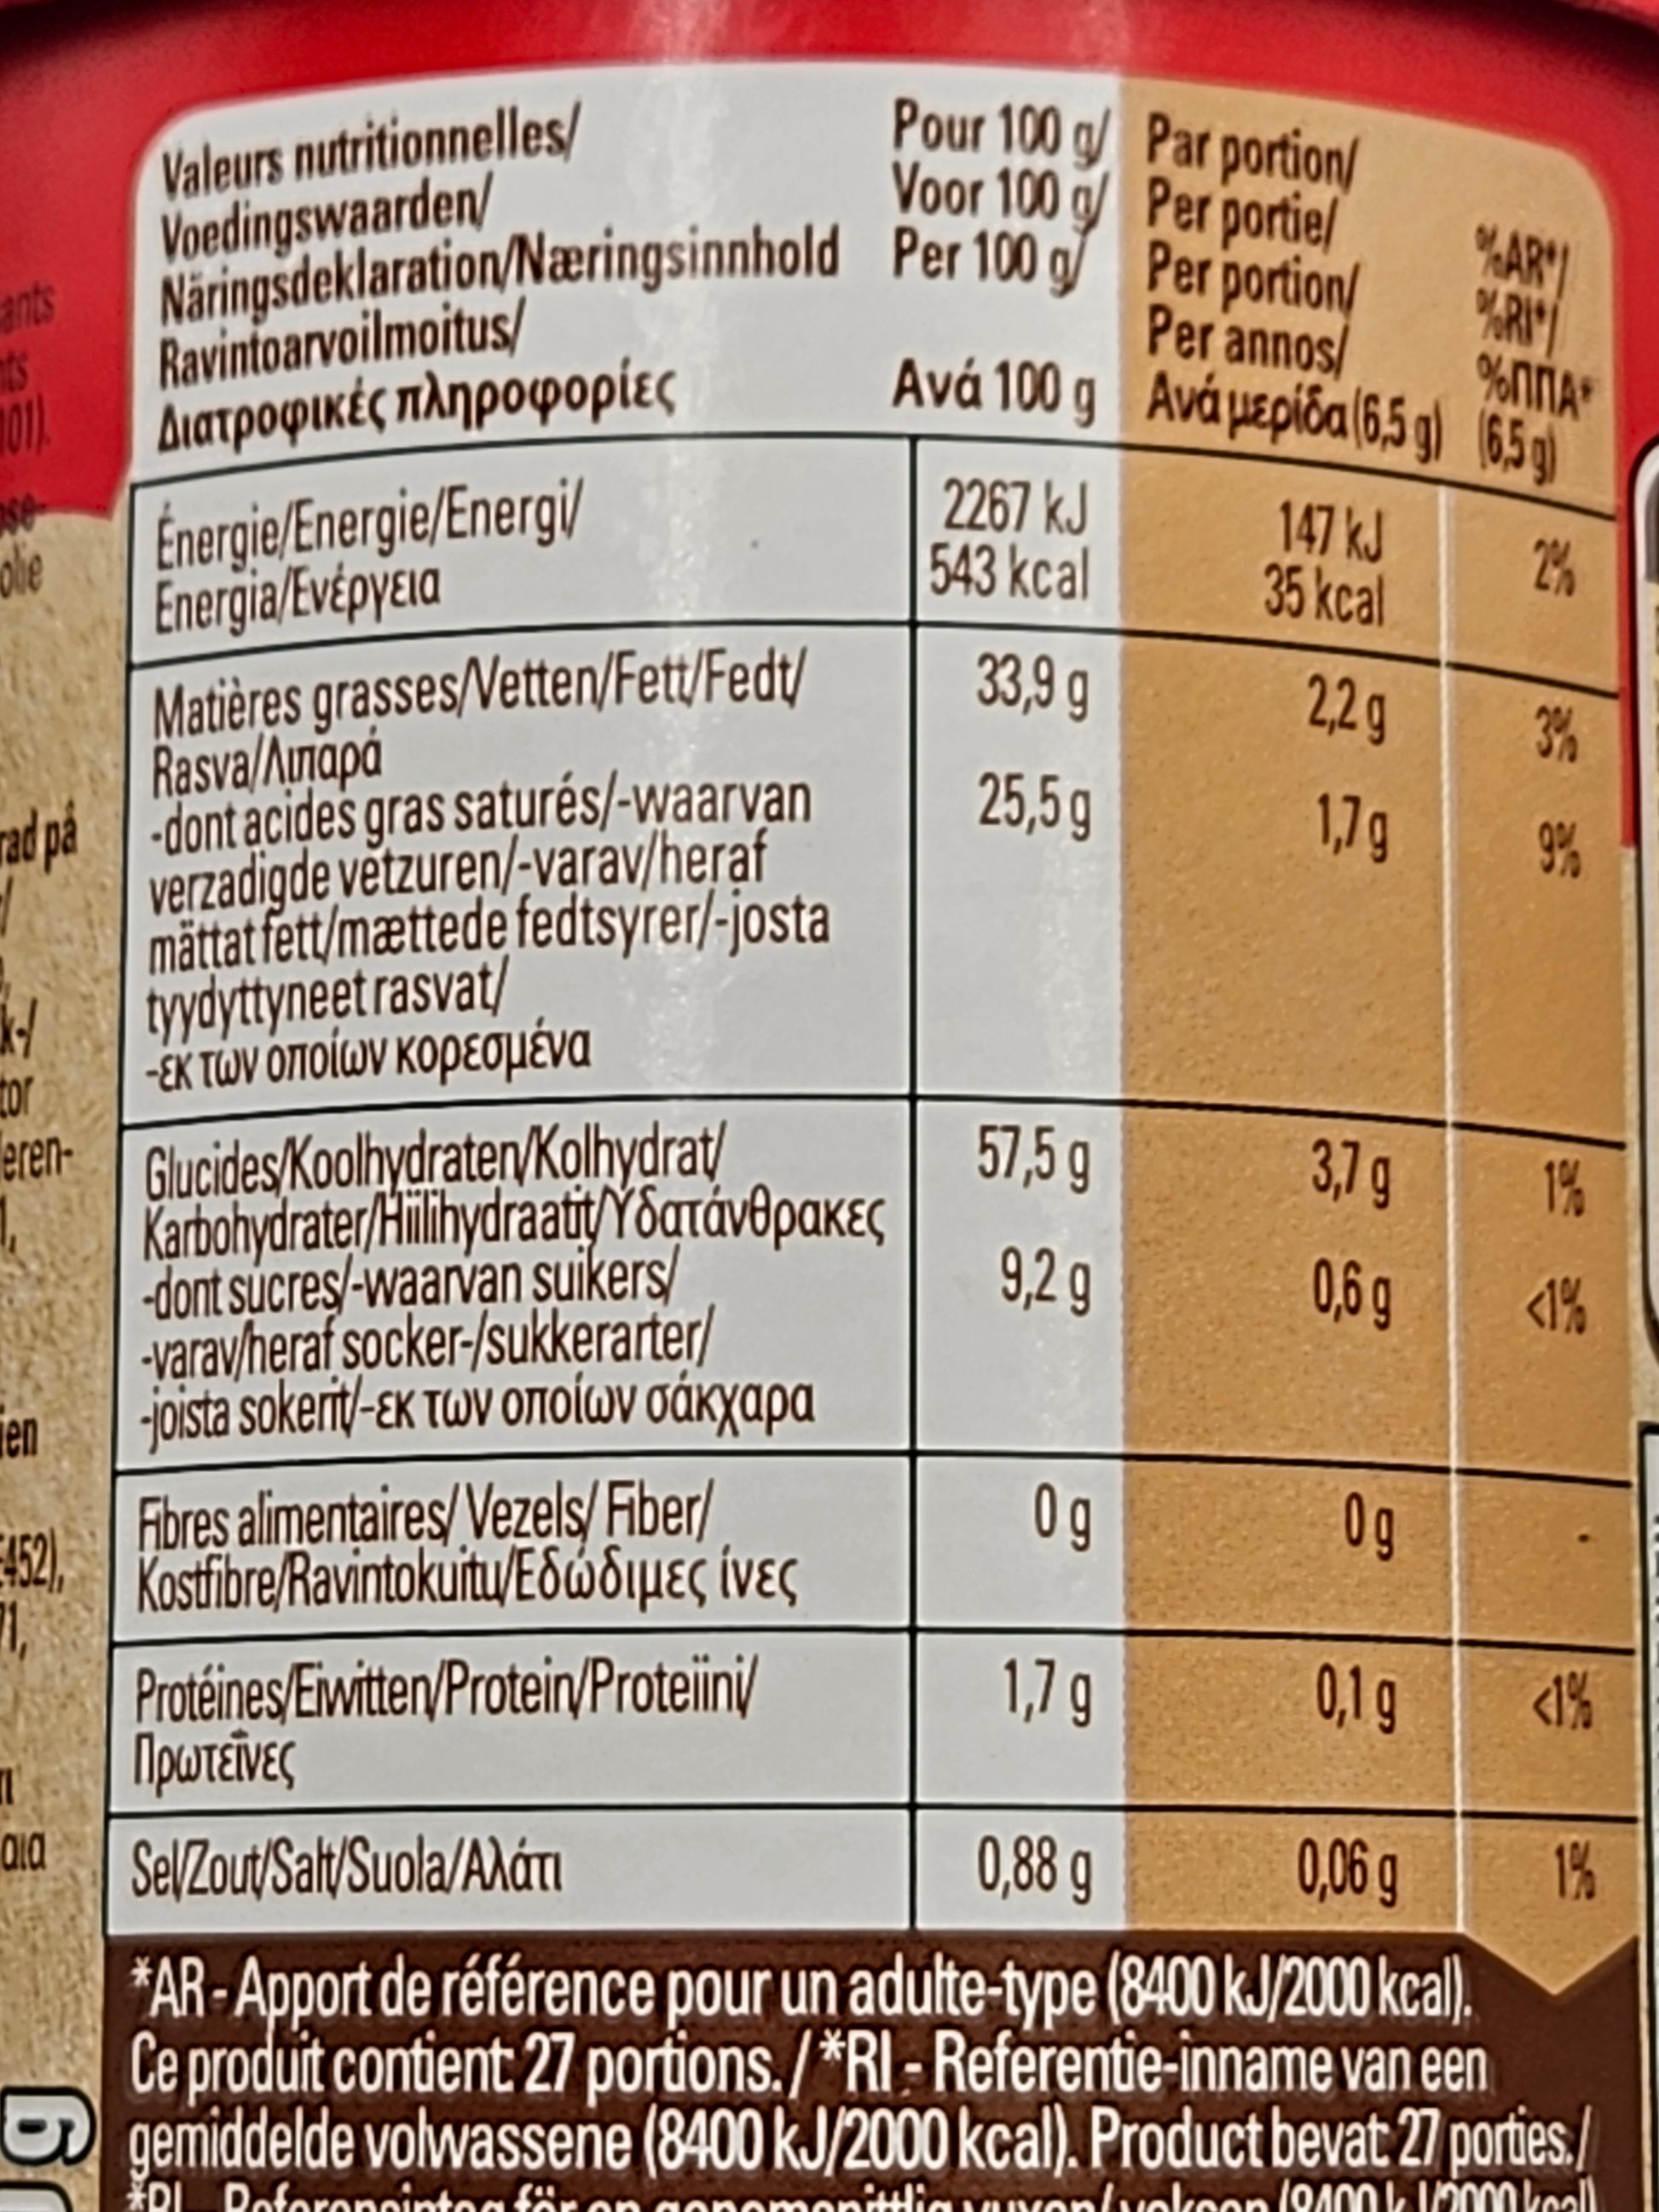 Valeurs nutritionnelles/
Voedingswaarden/
Näringsdeklaration/Næringsinnhold
Ravintoarvoilmoitus/
Διατροφικές πληροφορίες
Pour 100 g/
Voor 100 g/
Per 100 g/
Ανά 100 g
Par portion/
Per portie/
Per portion/
Per annos/
Ανά μερίδα (6,5 g)
%AR*/
%RI*/
%ΠΠΑ*
(6,5 g)
Énergie/Energie/Energi/
Energia/Ενέργεια
2267 kJ
543 kcal
147 kJ
35 kcal
2%
Matières grasses/Vetten/Fett/Fedt/
Rasva/Λιπαρά
33,9 g
2,2 g
3%
-dont acides gras saturés/-waarvan
verzadigde vetzuren/-varav/heraf
mättat fett/mættede fedtsyrer/-josta
tyydyttyneet rasvat/
-εκ των οποίων κορεσμένα
25,5 g
1,7 g
9%
Glucides/Koolhydraten/Kolhydrat/
Karbohydrater/Hiilihydraatit/Υδατάνθρακες
57,5 g
3,7 g
1%
-dont sucres/-waarvan suikers/
-varav/heraf socker-/sukkerarter/
-joista sokerit/-εκ των οποίων σάκχαρα
9,2 g
0,6 g
<1%
Fibres alimentaires/ Vezels/ Fiber/
Kostfibre/Ravintokuitu/Εδώδιμες ίνες
0 g
0 g
-
Protéines/Eiwitten/Protein/Proteiini/
Πρωτεΐνες
1,7 g
0,1 g
<1%
Sel/Zout/Salt/Suola/Αλάτι
0,88 g
0,06 g
1%
*AR - Apport de référence pour un adulte-type (8400 kJ/2000 kcal).
Ce produit contient: 27 portions. / *RI - Referentie-inname van een
gemiddelde volwassene (8400 kJ/2000 kcal). Product bevat: 27 porties./